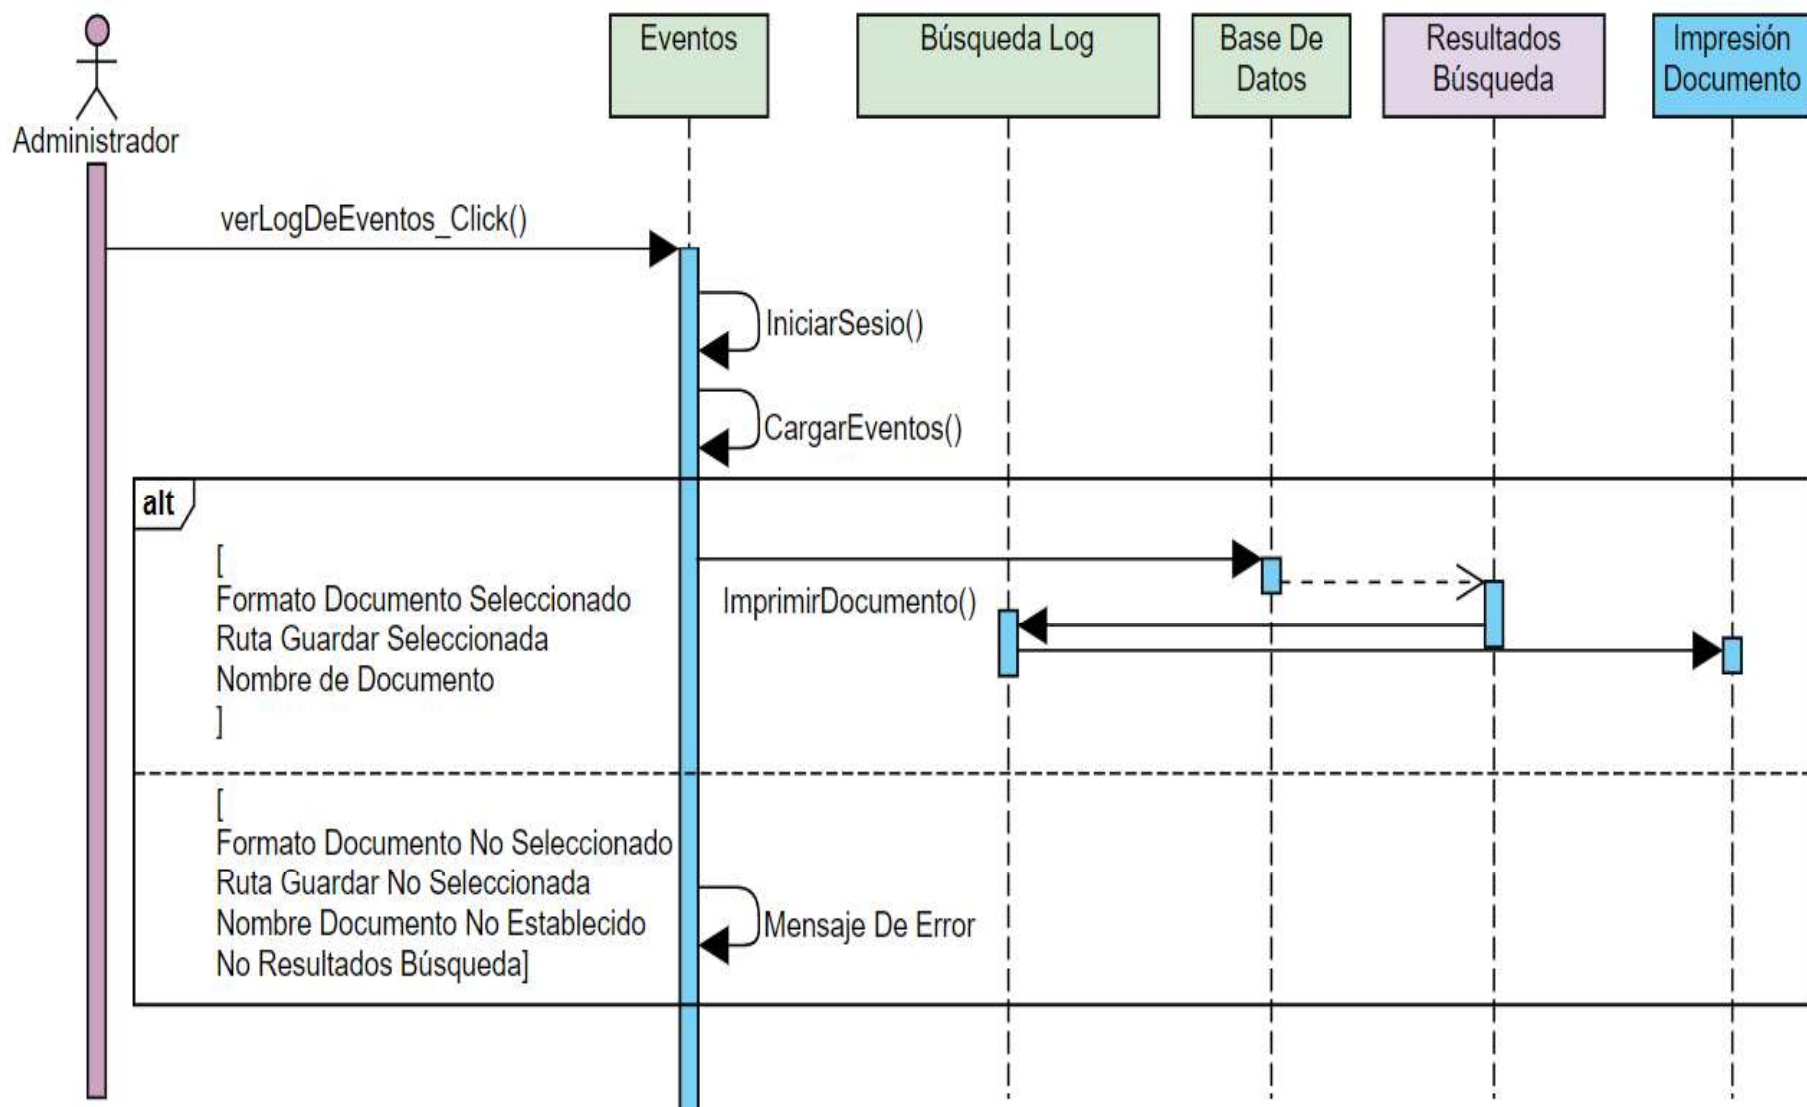 Eventos
Búsqueda Log
Base De
Datos
Resultados
Búsqueda
Impresión
Documento
Administrador
verLogDeEventos_Click()
IniciarSesio()
CargarEventos()
alt
[
Formato Documento Seleccionado
Ruta Guardar Seleccionada
Nombre de Documento
]
ImprimirDocumento()
[
Formato Documento No Seleccionado
Ruta Guardar No Seleccionada
Nombre Documento No Establecido
No Resultados Búsqueda]
Mensaje De Error